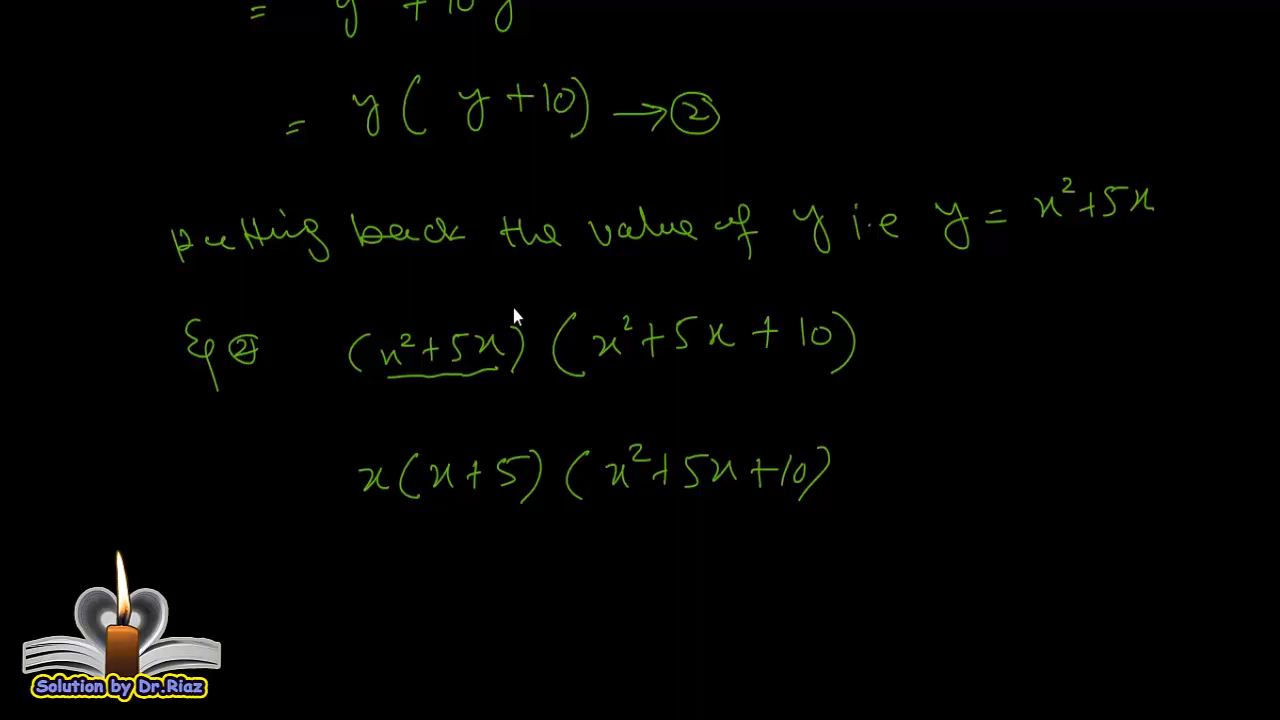 = y + 10 y
= y ( y + 10) → ②
putting back the value of y i.e y = x² + 5x
Eq ② (x² + 5x) (x² + 5x + 10)
x (x + 5) (x² + 5x + 10)
Solution by Dr.Riaz